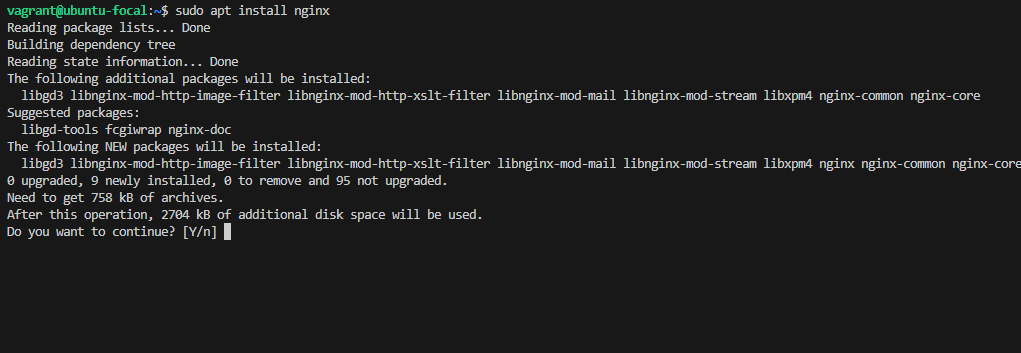 vagrant@ubuntu-focal:~$ sudo apt install nginx
Reading package lists... Done
Building dependency tree
Reading state information... Done
The following additional packages will be installed:
  libgd3 libnginx-mod-http-image-filter libnginx-mod-http-xslt-filter libnginx-mod-mail libnginx-mod-stream libxpm4 nginx-common nginx-core
Suggested packages:
  libgd-tools fcgiwrap nginx-doc
The following NEW packages will be installed:
  libgd3 libnginx-mod-http-image-filter libnginx-mod-http-xslt-filter libnginx-mod-mail libnginx-mod-stream libxpm4 nginx nginx-common nginx-core
0 upgraded, 9 newly installed, 0 to remove and 95 not upgraded.
Need to get 758 kB of archives.
After this operation, 2704 kB of additional disk space will be used.
Do you want to continue? [Y/n]